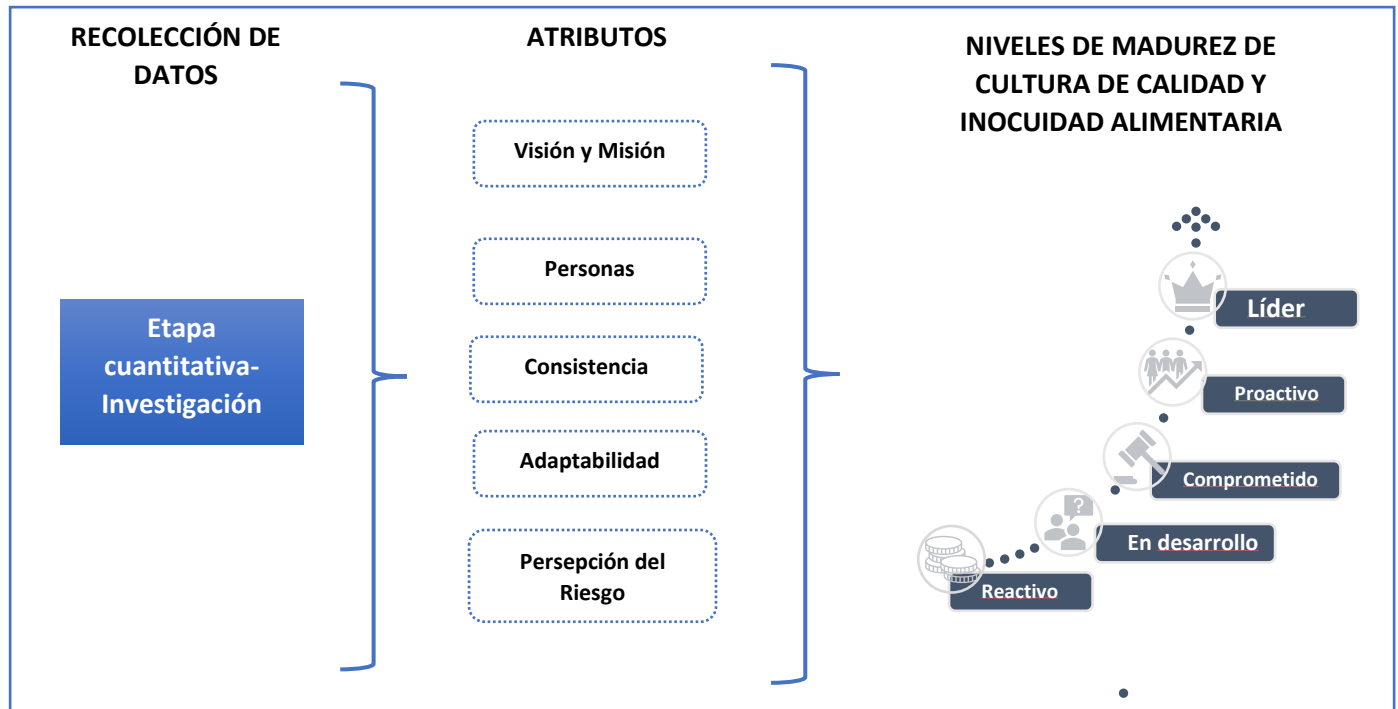 RECOLECCIÓN DE
DATOS
Etapa
cuantitativa-
Investigación
ATRIBUTOS
Visión y Misión
Personas
Consistencia
Adaptabilidad
Persepción del
Riesgo
NIVELES DE MADUREZ DE
CULTURA DE CALIDAD Y
INOCUIDAD ALIMENTARIA
Líder
Proactivo
Comprometido
?
En desarrollo
Reactivo